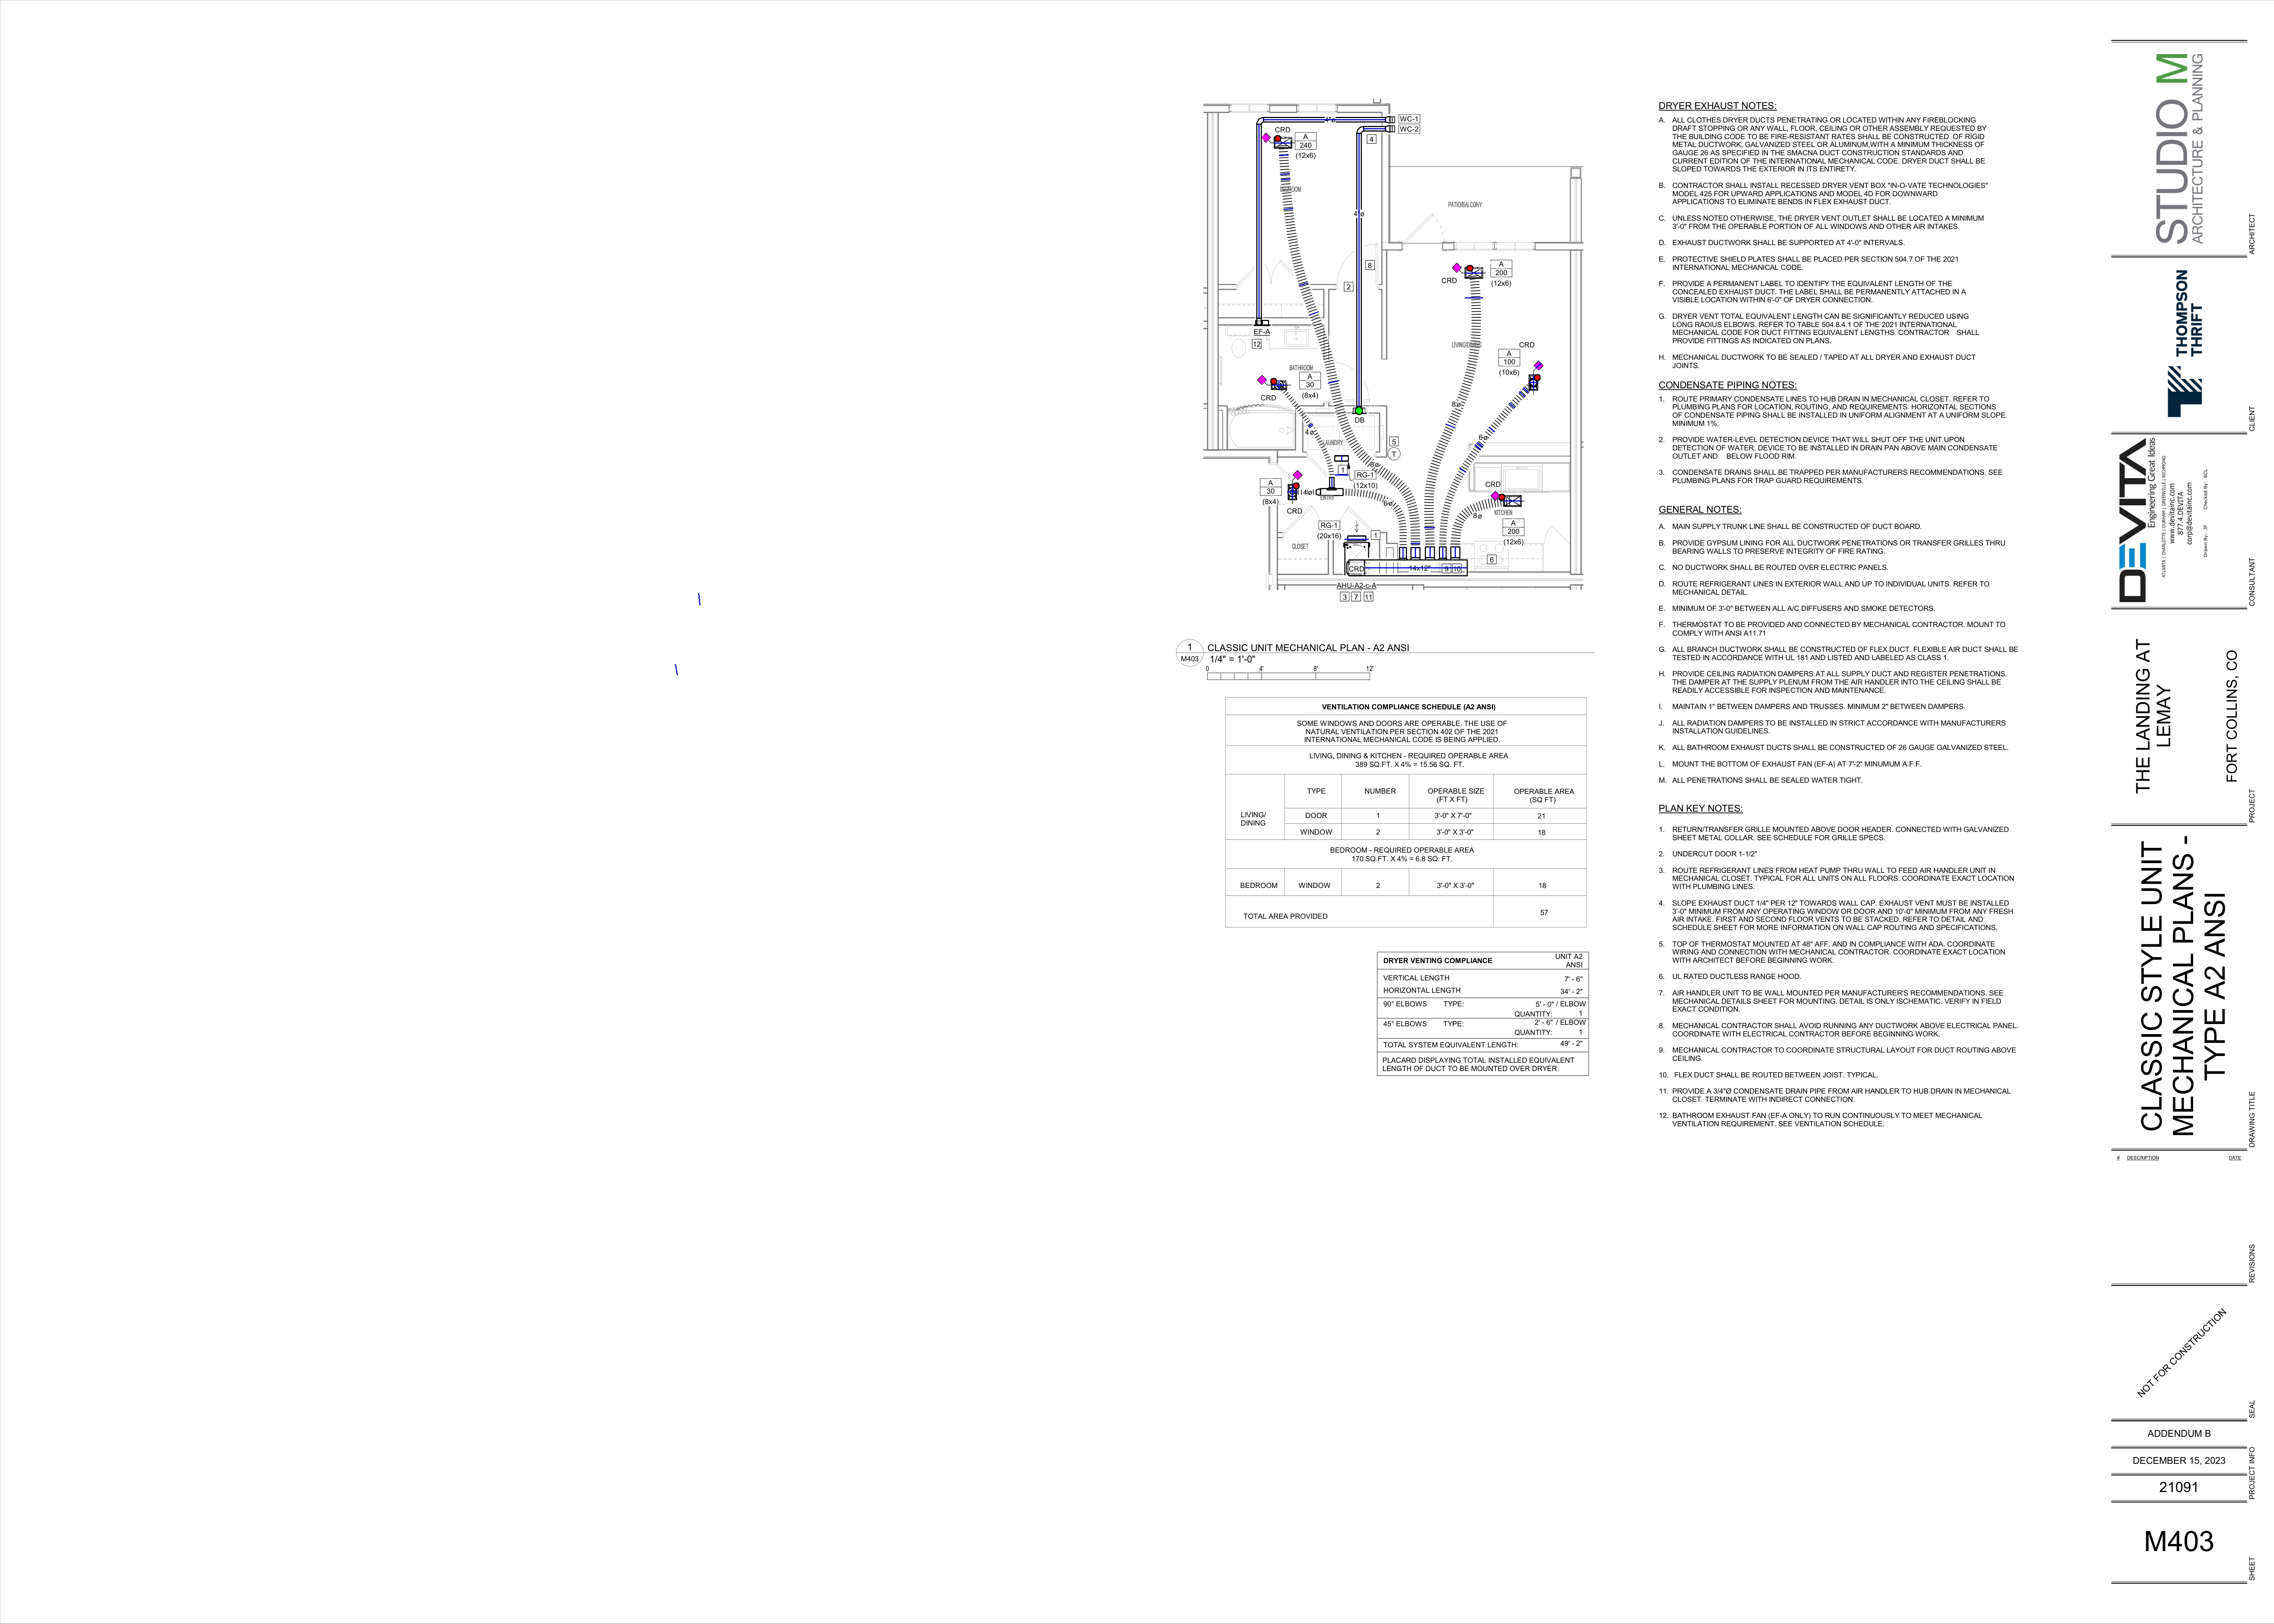 4"ø
WC-1
WC-2
CRD
A
240
(12x6)
4
BEDROOM
PATIO/BALCONY
4"ø
8
2
A
200
(12x6)
CRD
EF-A
12
LIVING/DINING
CRD
A
100
(10x6)
BATHROOM
A
30
(8x4)
CRD
8ø
DB
4ø
LAUNDRY
5
T
6ø
1
8ø
RG-1
(12x10)
A
30
(8x4)
4ø
CRD
ENTRY
6ø
CRD
8ø
KITCHEN
A
200
(12x6)
RG-1
(20x16)
1
CLOSET
6
CRD
14x12"
9
10
AHU-A2-c-A
3
7
11
1
M403
CLASSIC UNIT MECHANICAL PLAN - A2 ANSI
1/4" = 1'-0"
0 4' 8' 12'
VENTILATION COMPLIANCE SCHEDULE (A2 ANSI)
SOME WINDOWS AND DOORS ARE OPERABLE. THE USE OF
NATURAL VENTILATION PER SECTION 402 OF THE 2021
INTERNATIONAL MECHANICAL CODE IS BEING APPLIED.
LIVING, DINING & KITCHEN - REQUIRED OPERABLE AREA
389 SQ.FT. X 4% = 15.56 SQ. FT.
TYPE NUMBER OPERABLE SIZE OPERABLE AREA
(FT X FT) (SQ FT)
LIVING/
DINING
DOOR 1 3'-0" X 7'-0" 21
WINDOW 2 3'-0" X 3'-0" 18
BEDROOM - REQUIRED OPERABLE AREA
170 SQ.FT. X 4% = 6.8 SQ. FT.
BEDROOM WINDOW 2 3'-0" X 3'-0" 18
TOTAL AREA PROVIDED 57
DRYER VENTING COMPLIANCE UNIT A2
ANSI
VERTICAL LENGTH 7' - 6"
HORIZONTAL LENGTH 34' - 2"
90° ELBOWS TYPE: 5' - 0" / ELBOW
QUANTITY: 1
45° ELBOWS TYPE: 2' - 6" / ELBOW
QUANTITY: 1
TOTAL SYSTEM EQUIVALENT LENGTH: 49' - 2"
PLACARD DISPLAYING TOTAL INSTALLED EQUIVALENT
LENGTH OF DUCT TO BE MOUNTED OVER DRYER.
DRYER EXHAUST NOTES:
A. ALL CLOTHES DRYER DUCTS PENETRATING OR LOCATED WITHIN ANY FIREBLOCKING
DRAFT STOPPING OR ANY WALL, FLOOR, CEILING OR OTHER ASSEMBLY REQUESTED BY
THE BUILDING CODE TO BE FIRE-RESISTANT RATES SHALL BE CONSTRUCTED OF RIGID
METAL DUCTWORK, GALVANIZED STEEL OR ALUMINUM,WITH A MINIMUM THICKNESS OF
GAUGE 26 AS SPECIFIED IN THE SMACNA DUCT CONSTRUCTION STANDARDS AND
CURRENT EDITION OF THE INTERNATIONAL MECHANICAL CODE. DRYER DUCT SHALL BE
SLOPED TOWARDS THE EXTERIOR IN ITS ENTIRETY.
B. CONTRACTOR SHALL INSTALL RECESSED DRYER VENT BOX "IN-O-VATE TECHNOLOGIES"
MODEL 425 FOR UPWARD APPLICATIONS AND MODEL 4D FOR DOWNWARD
APPLICATIONS TO ELIMINATE BENDS IN FLEX EXHAUST DUCT.
C. UNLESS NOTED OTHERWISE, THE DRYER VENT OUTLET SHALL BE LOCATED A MINIMUM
3'-0" FROM THE OPERABLE PORTION OF ALL WINDOWS AND OTHER AIR INTAKES.
D. EXHAUST DUCTWORK SHALL BE SUPPORTED AT 4'-0" INTERVALS.
E. PROTECTIVE SHIELD PLATES SHALL BE PLACED PER SECTION 504.7 OF THE 2021
INTERNATIONAL MECHANICAL CODE.
F. PROVIDE A PERMANENT LABEL TO IDENTIFY THE EQUIVALENT LENGTH OF THE
CONCEALED EXHAUST DUCT. THE LABEL SHALL BE PERMANENTLY ATTACHED IN A
VISIBLE LOCATION WITHIN 6'-0" OF DRYER CONNECTION.
G. DRYER VENT TOTAL EQUIVALENT LENGTH CAN BE SIGNIFICANTLY REDUCED USING
LONG RADIUS ELBOWS. REFER TO TABLE 504.8.4.1 OF THE 2021 INTERNATIONAL
MECHANICAL CODE FOR DUCT FITTING EQUIVALENT LENGTHS. CONTRACTOR SHALL
PROVIDE FITTINGS AS INDICATED ON PLANS.
H. MECHANICAL DUCTWORK TO BE SEALED / TAPED AT ALL DRYER AND EXHAUST DUCT
JOINTS.
CONDENSATE PIPING NOTES:
1. ROUTE PRIMARY CONDENSATE LINES TO HUB DRAIN IN MECHANICAL CLOSET. REFER TO
PLUMBING PLANS FOR LOCATION, ROUTING, AND REQUIREMENTS. HORIZONTAL SECTIONS
OF CONDENSATE PIPING SHALL BE INSTALLED IN UNIFORM ALIGNMENT AT A UNIFORM SLOPE.
MINIMUM 1%.
2. PROVIDE WATER-LEVEL DETECTION DEVICE THAT WILL SHUT OFF THE UNIT UPON
DETECTION OF WATER. DEVICE TO BE INSTALLED IN DRAIN PAN ABOVE MAIN CONDENSATE
OUTLET AND BELOW FLOOD RIM.
3. CONDENSATE DRAINS SHALL BE TRAPPED PER MANUFACTURERS RECOMMENDATIONS. SEE
PLUMBING PLANS FOR TRAP GUARD REQUIREMENTS.
GENERAL NOTES:
A. MAIN SUPPLY TRUNK LINE SHALL BE CONSTRUCTED OF DUCT BOARD.
B. PROVIDE GYPSUM LINING FOR ALL DUCTWORK PENETRATIONS OR TRANSFER GRILLES THRU
BEARING WALLS TO PRESERVE INTEGRITY OF FIRE RATING.
C. NO DUCTWORK SHALL BE ROUTED OVER ELECTRIC PANELS.
D. ROUTE REFRIGERANT LINES IN EXTERIOR WALL AND UP TO INDIVIDUAL UNITS. REFER TO
MECHANICAL DETAIL.
E. MINIMUM OF 3'-0" BETWEEN ALL A/C DIFFUSERS AND SMOKE DETECTORS.
F. THERMOSTAT TO BE PROVIDED AND CONNECTED BY MECHANICAL CONTRACTOR. MOUNT TO
COMPLY WITH ANSI A11.71
G. ALL BRANCH DUCTWORK SHALL BE CONSTRUCTED OF FLEX DUCT. FLEXIBLE AIR DUCT SHALL BE
TESTED IN ACCORDANCE WITH UL 181 AND LISTED AND LABELED AS CLASS 1.
H. PROVIDE CEILING RADIATION DAMPERS AT ALL SUPPLY DUCT AND REGISTER PENETRATIONS.
THE DAMPER AT THE SUPPLY PLENUM FROM THE AIR HANDLER INTO THE CEILING SHALL BE
READILY ACCESSIBLE FOR INSPECTION AND MAINTENANCE.
I. MAINTAIN 1" BETWEEN DAMPERS AND TRUSSES. MINIMUM 2" BETWEEN DAMPERS.
J. ALL RADIATION DAMPERS TO BE INSTALLED IN STRICT ACCORDANCE WITH MANUFACTURERS
INSTALLATION GUIDELINES.
K. ALL BATHROOM EXHAUST DUCTS SHALL BE CONSTRUCTED OF 26 GAUGE GALVANIZED STEEL.
L. MOUNT THE BOTTOM OF EXHAUST FAN (EF-A) AT 7'-2" MINUMUM A.F.F.
M. ALL PENETRATIONS SHALL BE SEALED WATER TIGHT.
PLAN KEY NOTES:
1. RETURN/TRANSFER GRILLE MOUNTED ABOVE DOOR HEADER. CONNECTED WITH GALVANIZED
SHEET METAL COLLAR. SEE SCHEDULE FOR GRILLE SPECS.
2. UNDERCUT DOOR 1-1/2"
3. ROUTE REFRIGERANT LINES FROM HEAT PUMP THRU WALL TO FEED AIR HANDLER UNIT IN
MECHANICAL CLOSET. TYPICAL FOR ALL UNITS ON ALL FLOORS. COORDINATE EXACT LOCATION
WITH PLUMBING LINES.
4. SLOPE EXHAUST DUCT 1/4" PER 12" TOWARDS WALL CAP. EXHAUST VENT MUST BE INSTALLED
3'-0" MINIMUM FROM ANY OPERATING WINDOW OR DOOR AND 10'-0" MINIMUM FROM ANY FRESH
AIR INTAKE. FIRST AND SECOND FLOOR VENTS TO BE STACKED. REFER TO DETAIL AND
SCHEDULE SHEET FOR MORE INFORMATION ON WALL CAP ROUTING AND SPECIFICATIONS.
5. TOP OF THERMOSTAT MOUNTED AT 48" AFF. AND IN COMPLIANCE WITH ADA. COORDINATE
WIRING AND CONNECTION WITH MECHANICAL CONTRACTOR. COORDINATE EXACT LOCATION
WITH ARCHITECT BEFORE BEGINNING WORK.
6. UL RATED DUCTLESS RANGE HOOD.
7. AIR HANDLER UNIT TO BE WALL MOUNTED PER MANUFACTURER'S RECOMMENDATIONS. SEE
MECHANICAL DETAILS SHEET FOR MOUNTING. DETAIL IS ONLY ISCHEMATIC. VERIFY IN FIELD
EXACT CONDITION.
8. MECHANICAL CONTRACTOR SHALL AVOID RUNNING ANY DUCTWORK ABOVE ELECTRICAL PANEL.
COORDINATE WITH ELECTRICAL CONTRACTOR BEFORE BEGINNING WORK.
9. MECHANICAL CONTRACTOR TO COORDINATE STRUCTURAL LAYOUT FOR DUCT ROUTING ABOVE
CEILING.
10. FLEX DUCT SHALL BE ROUTED BETWEEN JOIST. TYPICAL.
11. PROVIDE A 3/4"Ø CONDENSATE DRAIN PIPE FROM AIR HANDLER TO HUB DRAIN IN MECHANICAL
CLOSET. TERMINATE WITH INDIRECT CONNECTION.
12. BATHROOM EXHAUST FAN (EF-A ONLY) TO RUN CONTINUOUSLY TO MEET MECHANICAL
VENTILATION REQUIREMENT. SEE VENTILATION SCHEDULE.
STUDIO M
ARCHITECTURE & PLANNING
ARCHITECT
THOMPSON
THRIFT
CLIENT
DEVITA
Engineering Great Ideas
ATLANTA | CHARLOTTE | DURHAM | GREENVILLE | RICHMOND
www.devitainc.com
877.4.DEVITA
corp@devitainc.com
Drawn By: JP Checked By: BCL
CONSULTANT
THE LANDING AT
LEMAY
FORT COLLINS, CO
PROJECT
CLASSIC STYLE UNIT
MECHANICAL PLANS -
TYPE A2 ANSI
DRAWING TITLE
# DESCRIPTION DATE
REVISIONS
NOT FOR CONSTRUCTION
SEAL
ADDENDUM B
DECEMBER 15, 2023
21091
PROJECT INFO
M403
SHEET